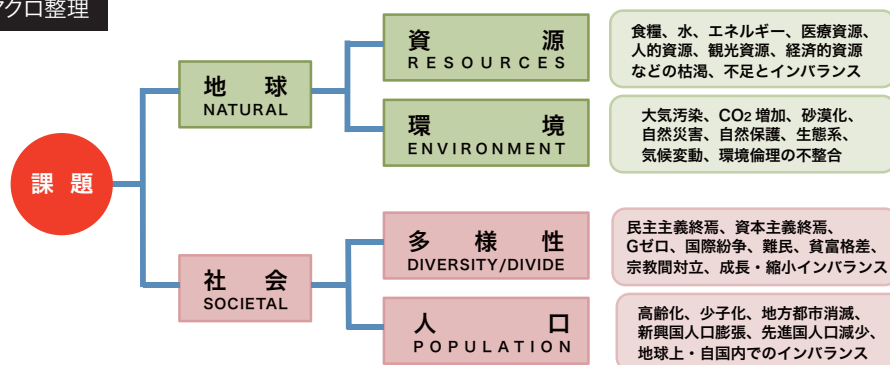 マクロ整理
課題
地球
NATURAL
資源
RESOURCES
食糧、水、エネルギー、医療資源、
人的資源、観光資源、経済的資源
などの枯渇、不足とインバランス
環境
ENVIRONMENT
大気汚染、CO2 増加、砂漠化、
自然災害、自然保護、生態系、
気候変動、環境倫理の不整合
社会
SOCIETAL
多様性
DIVERSITY/DIVIDE
民主主義終焉、資本主義終焉、
Gゼロ、国際紛争、難民、貧富格差、
宗教間対立、成長・縮小インバランス
人口
POPULATION
高齢化、少子化、地方都市消滅、
新興国人口膨張、先進国人口減少、
地球上・自国内でのインバランス